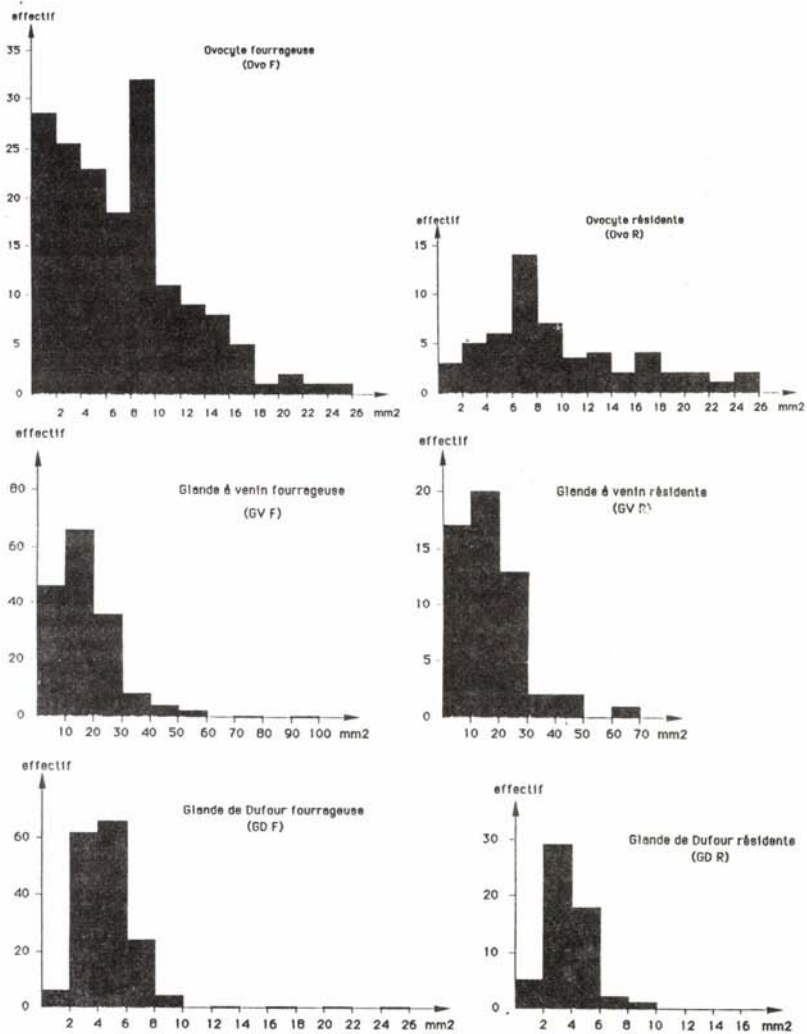 effectif
Ovocyte fourrageuse
(Ovo F)
35
30
25
20
15
10
5
0
2 4 6 8 10 12 14 16 18 20 22 24 26 mm2
effectif
Ovocyte résidente
(Ovo R)
15
10
5
0
2 4 6 8 10 12 14 16 18 20 22 24 26 mm2
effectif
Glande à venin fourrageuse
(GV F)
80
60
40
20
0
10 20 30 40 50 60 70 80 90 100 mm2
effectif
Glande à venin résidente
(GV R)
20
15
10
5
0
10 20 30 40 50 60 70 mm2
effectif
Glande de Dufour fourrageuse
(GD F)
60
40
20
0
2 4 6 8 10 12 14 16 18 20 22 24 26 mm2
effectif
Glande de Dufour résidente
(GD R)
30
20
10
0
2 4 6 8 10 12 14 16 mm2